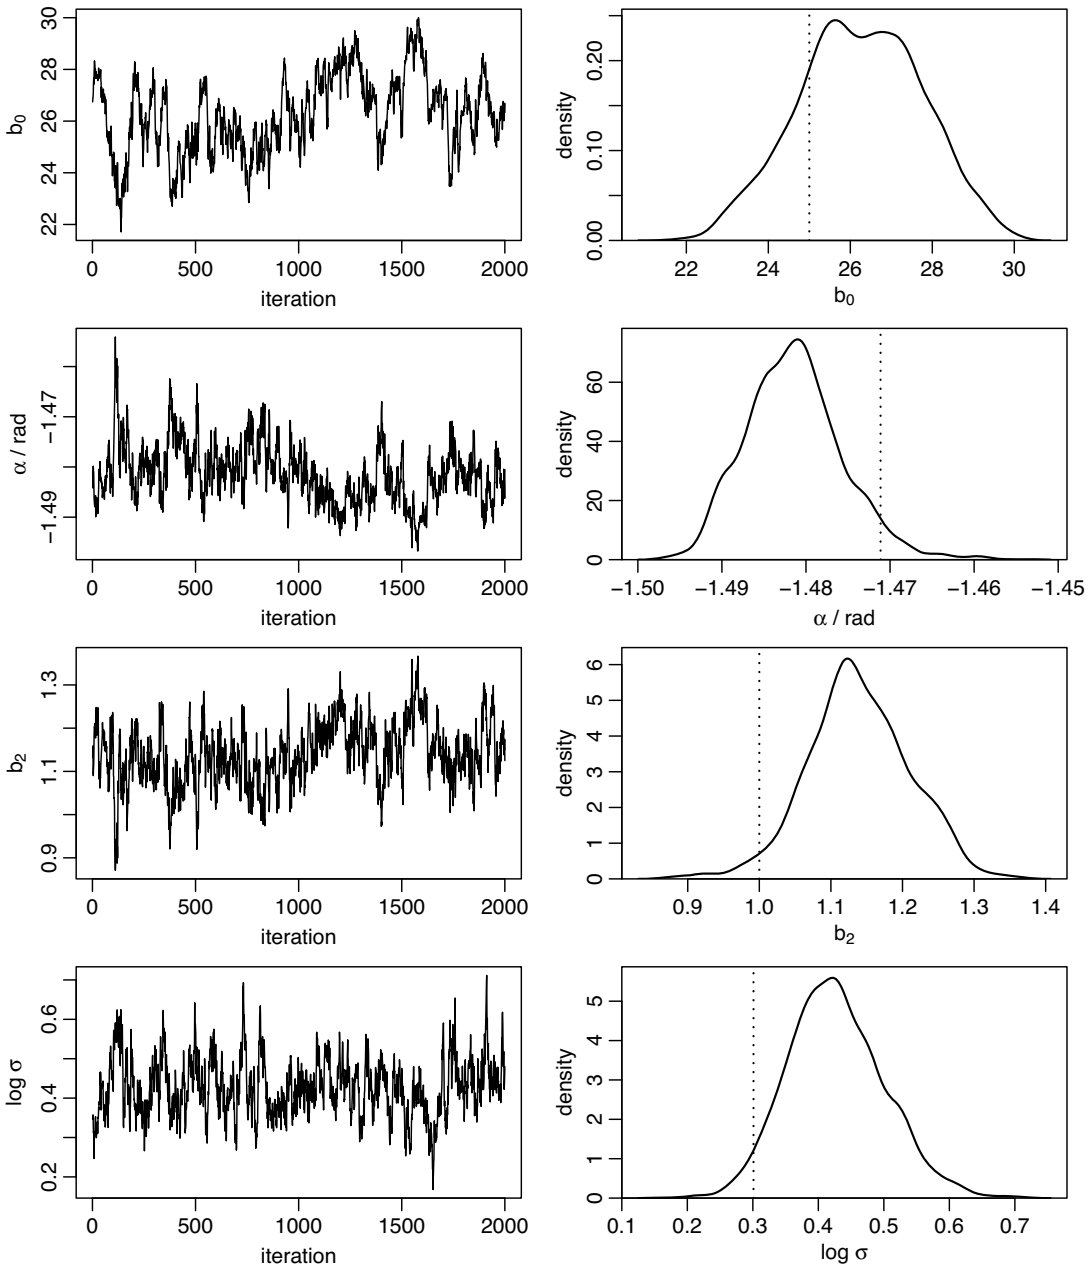 b0
22 24 26 28 30
0 500 1000 1500 2000
iteration
density
0.00 0.10 0.20
22 24 26 28 30
b0
α / rad
−1.49 −1.47
0 500 1000 1500 2000
iteration
density
0 20 40 60
−1.50 −1.49 −1.48 −1.47 −1.46 −1.45
α / rad
b2
0.9 1.1 1.3
0 500 1000 1500 2000
iteration
density
0 1 2 3 4 5 6
0.9 1.0 1.1 1.2 1.3 1.4
b2
log σ
0.2 0.4 0.6
0 500 1000 1500 2000
iteration
density
0 1 2 3 4 5
0.1 0.2 0.3 0.4 0.5 0.6 0.7
log σ